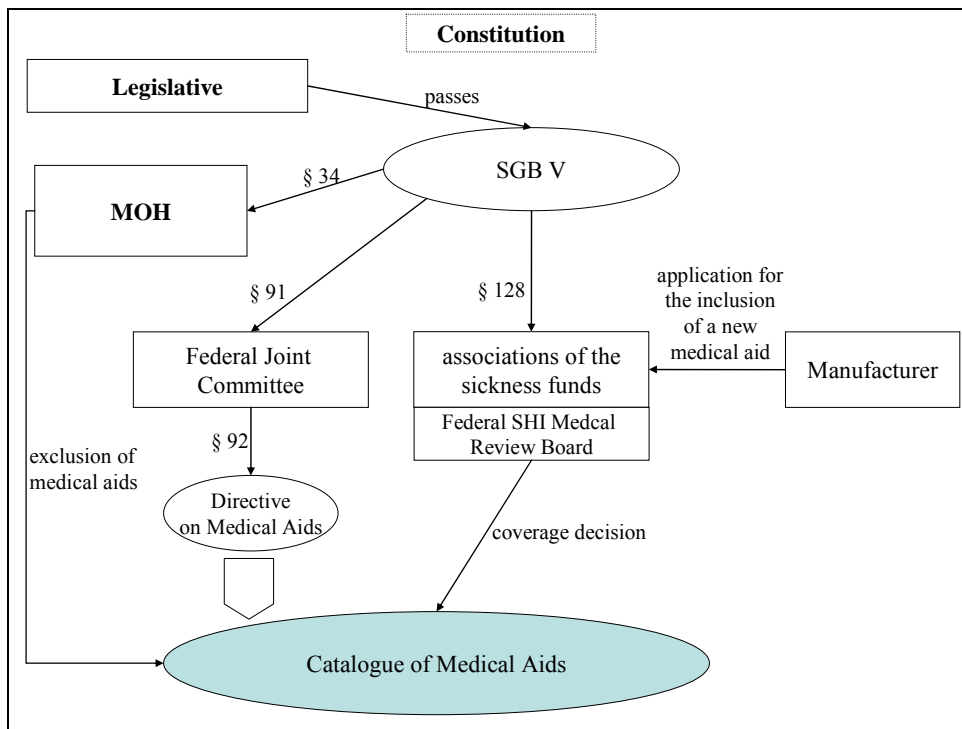 Constitution
Legislative
passes
SGB V
§ 34
MOH
§ 91
§ 128
application for
the inclusion
of a new
medical aid
Federal Joint
Committee
associations of the
sickness funds
Manufacturer
Federal SHI Medcal
Review Board
§ 92
exclusion of
medical aids
Directive
on Medical Aids
coverage decision
Catalogue of Medical Aids